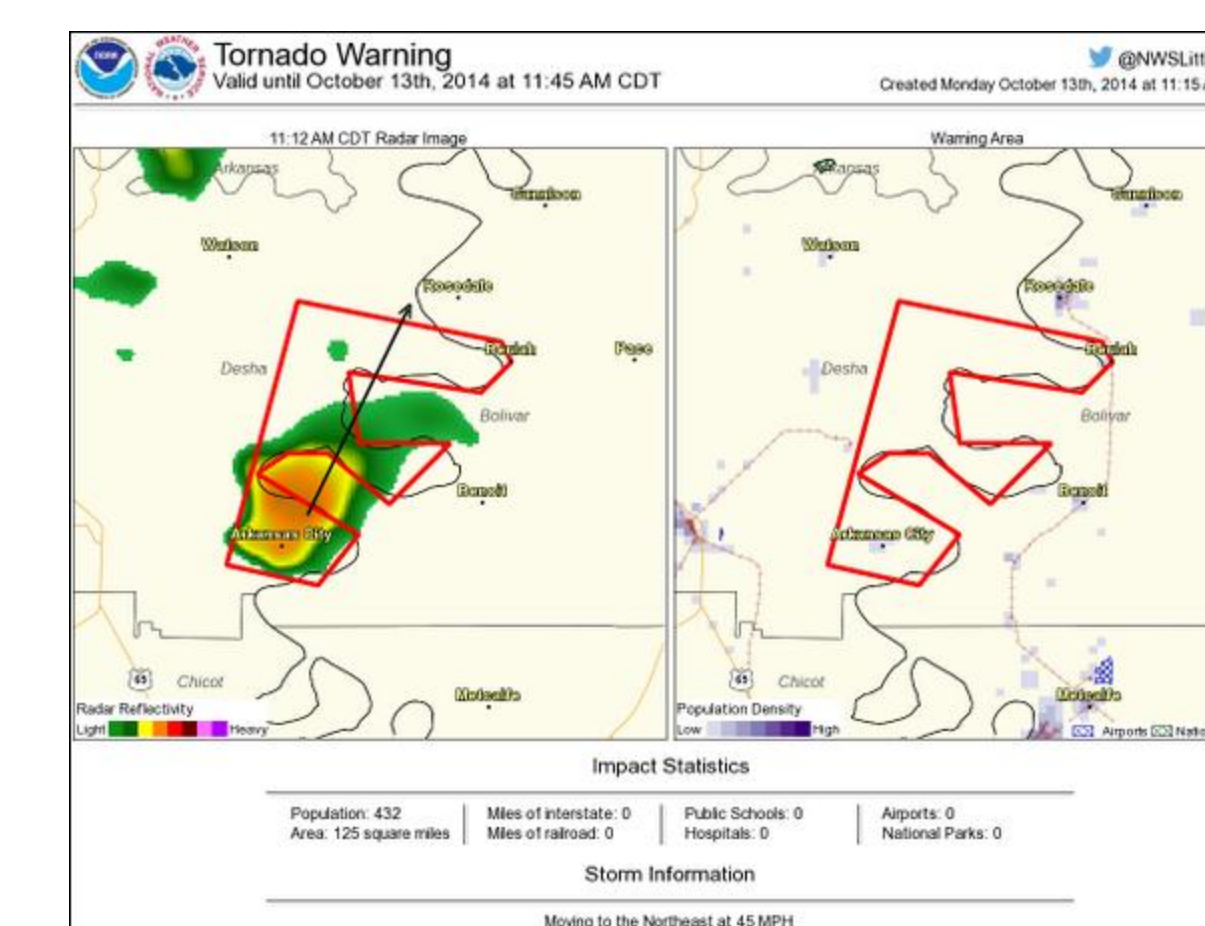 Tornado Warning
Valid until October 13th, 2014 at 11:45 AM CDT
@NWSLitt
Created Monday October 13th, 2014 at 11:15
11:12 AM CDT Radar Image
Arkansas
Gunnison
Watson
Rosedale
Beulah
Pace
Desha
Bolivar
Benoit
Arkansas City
65
Chicot
Metcalfe
Radar Reflectivity
Light Heavy
Warning Area
Arkansas
Gunnison
Watson
Rosedale
Beulah
Desha
Bolivar
Benoit
Arkansas City
65
Chicot
Metcalfe
Population Density
Low High
Airports Natio
Impact Statistics
Population: 432
Area: 125 square miles
Miles of interstate: 0
Miles of railroad: 0
Public Schools: 0
Hospitals: 0
Airports: 0
National Parks: 0
Storm Information
Moving to the Northeast at 45 MPH